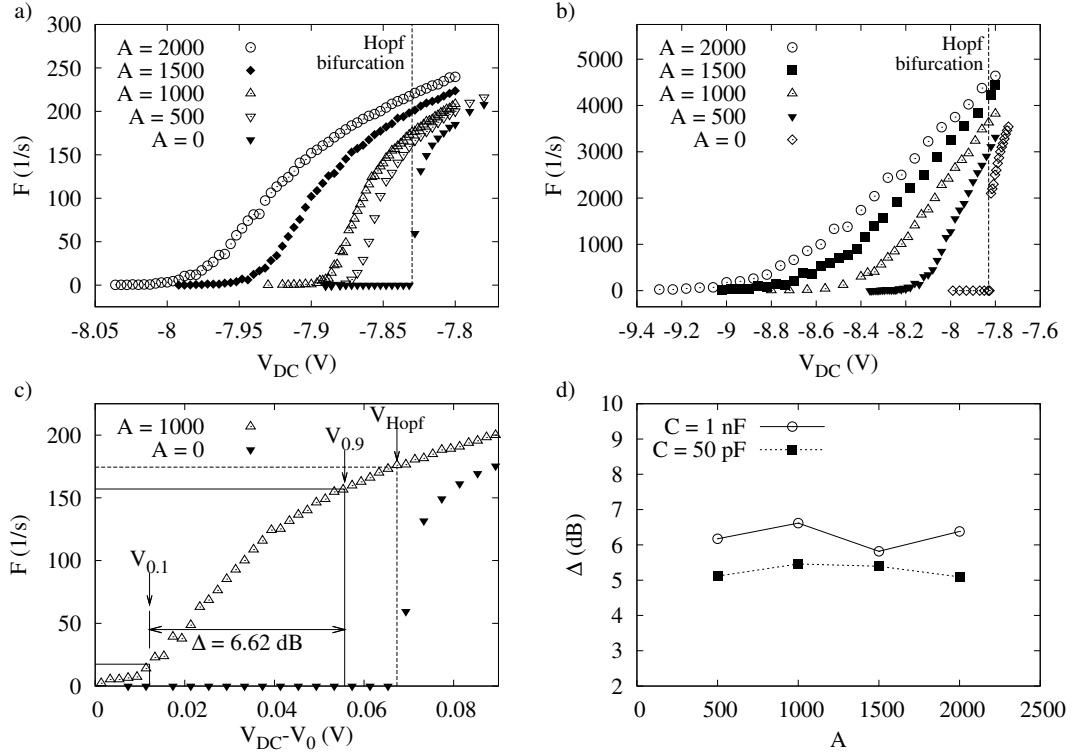 a)
A = 2000
A = 1500
A = 1000
A = 500
A = 0
Hopf
bifurcation
300
250
200
150
100
50
0
F (1/s)
-8.05
-8
-7.95
-7.9
-7.85
-7.8
V_DC (V)
b)
A = 2000
A = 1500
A = 1000
A = 500
A = 0
Hopf
bifurcation
5000
4000
3000
2000
1000
0
F (1/s)
-9.4
-9.2
-9
-8.8
-8.6
-8.4
-8.2
-8
-7.8
-7.6
V_DC (V)
c)
A = 1000
A = 0
V_Hopf
V_0.9
V_0.1
Δ = 6.62 dB
200
150
100
50
0
F (1/s)
0
0.02
0.04
0.06
0.08
V_DC-V_0 (V)
d)
C = 1 nF
C = 50 pF
10
9
8
7
6
5
4
3
2
Δ (dB)
0
500
1000
1500
2000
2500
A